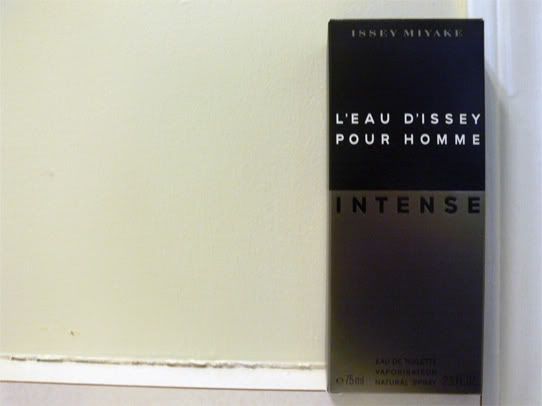 ISSEY MIYAKE
L'EAU D'ISSEY
POUR HOMME
INTENSE
EAU DE TOILETTE
VAPORISATEUR
e 75ml NATURAL SPRAY